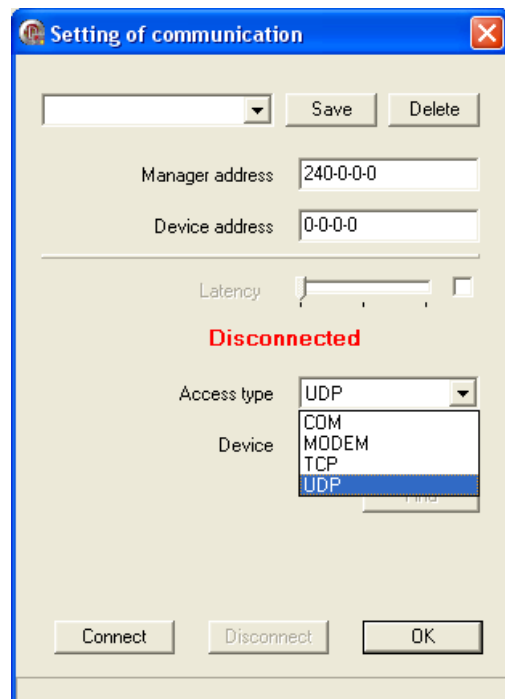 Setting of communication
Save Delete
Manager address 240-0-0-0
Device address 0-0-0-0
Latency
Disconnected
Access type UDP
COM
Device MODEM
TCP
UDP
Connect Disconnect OK